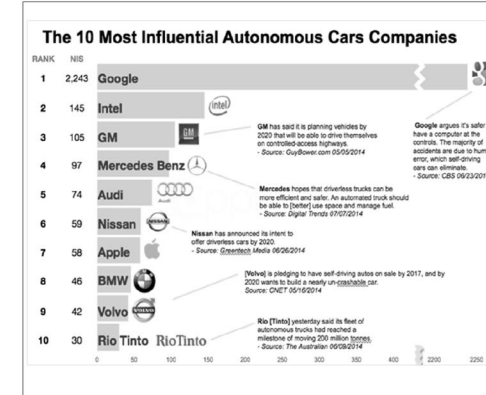 The 10 Most Influential Autonomous Cars Companies
RANK NIS
1 2,243 Google
2 145 Intel
intel
3 105 GM
GM
GM has said it is planning vehicles by
2020 that will be able to drive themselves
on controlled-access highways.
- Source: GuyBower.com 05/05/2014
Google argues it's safer
have a computer at the
controls. The majority of
accidents are due to hum
error, which self-driving
cars can eliminate.
- Source: CBS 06/23/201
4 97 Mercedes Benz
5 74 Audi
Audi
Mercedes hopes that driverless trucks can be
more efficient and safer. An automated truck should
be able to [better] use space and manage fuel.
- Source: Digital Trends 07/07/2014
6 59 Nissan
NISSAN
Nissan has announced its intent to
offer driverless cars by 2020.
- Source: Greentech Media 06/26/2014
7 58 Apple
8 46 BMW
[Volvo] is pledging to have self-driving autos on sale by 2017, and by
2020 wants to build a nearly un-crashable car.
Source: CNET 05/16/2014
9 42 Volvo
VOLVO
10 30 Rio Tinto RioTinto
Rio [Tinto] yesterday said its fleet of
autonomous trucks had reached a
milestone of moving 200 million tonnes.
- Source: The Australian 06/09/2014
0 50 100 150 200 250 300 350 400 2200 2250